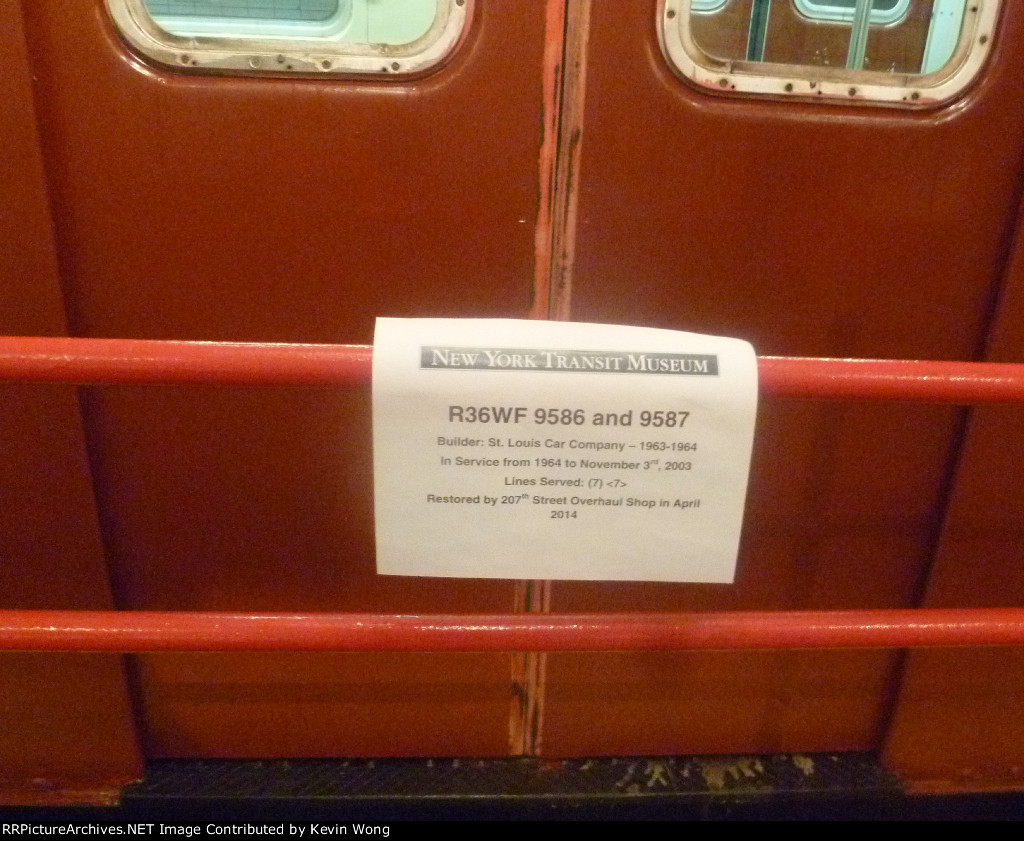 NEW YORK TRANSIT MUSEUM
R36WF 9586 and 9587
Builder: St. Louis Car Company – 1963-1964
In Service from 1964 to November 3rd, 2003
Lines Served: (7) <7>
Restored by 207th Street Overhaul Shop in April
2014
RRPictureArchives.NET Image Contributed by Kevin Wong